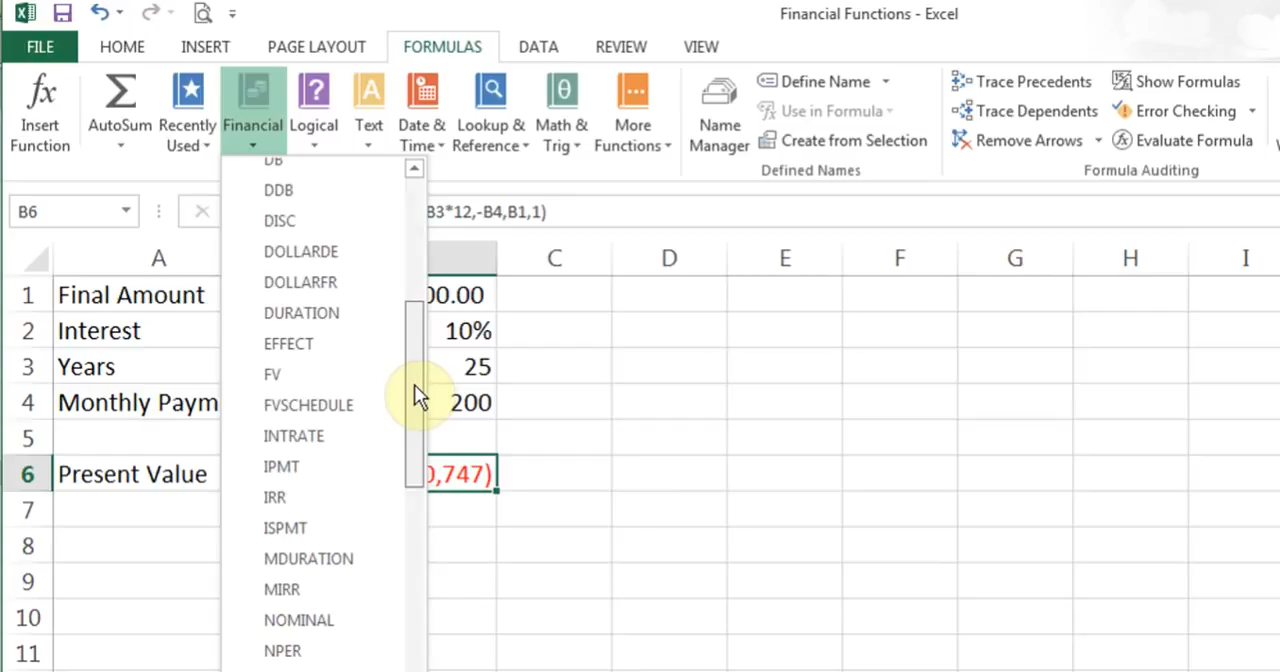 Financial Functions - Excel
FILE HOME INSERT PAGE LAYOUT FORMULAS DATA REVIEW VIEW
fx Insert Function
Σ AutoSum
Recently Used
Financial
? Logical
A Text
Date & Time
Lookup & Reference
θ Math & Trig
More Functions
Name Manager
Define Name
Use in Formula
Create from Selection
Defined Names
Trace Precedents
Trace Dependents
Remove Arrows
Show Formulas
Error Checking
fx Evaluate Formula
Formula Auditing
B6
B3*12,-B4,B1,1)
A C D E F G H I
1 Final Amount 00.00
2 Interest 10%
3 Years 25
4 Monthly Paym 200
5
6 Present Value 0,747)
7
8
9
10
11
DB
DDB
DISC
DOLLARDE
DOLLARFR
DURATION
EFFECT
FV
FVSCHEDULE
INTRATE
IPMT
IRR
ISPMT
MDURATION
MIRR
NOMINAL
NPER